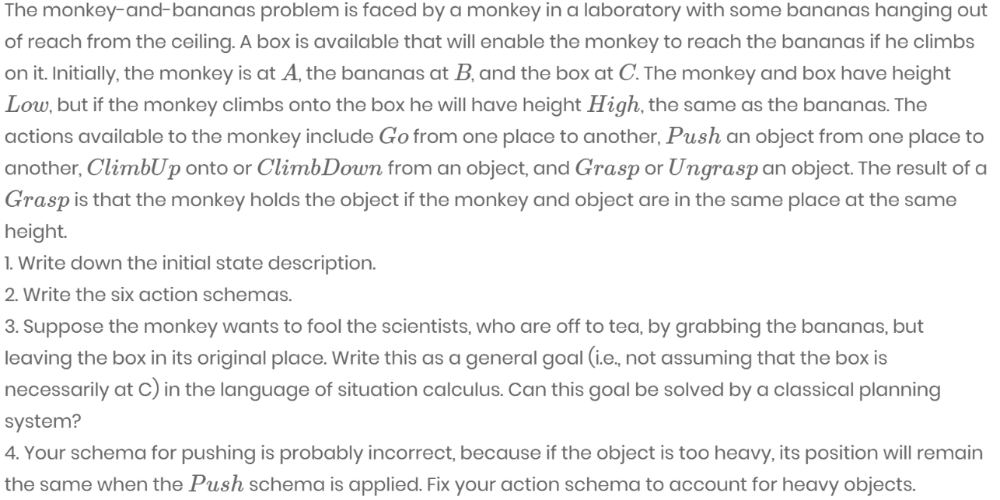 The monkey-and-bananas problem is faced by a monkey in a laboratory with some bananas hanging out
of reach from the ceiling. A box is available that will enable the monkey to reach the bananas if he climbs
on it. Initially, the monkey is at A, the bananas at B, and the box at C. The monkey and box have height
Low, but if the monkey climbs onto the box he will have height High, the same as the bananas. The
actions available to the monkey include Go from one place to another, Push an object from one place to
another, ClimbUp onto or ClimbDown from an object, and Grasp or Ungrasp an object. The result of a
Grasp is that the monkey holds the object if the monkey and object are in the same place at the same
height.
1. Write down the initial state description.
2. Write the six action schemas.
3. Suppose the monkey wants to fool the scientists, who are off to tea, by grabbing the bananas, but
leaving the box in its original place. Write this as a general goal (i.e., not assuming that the box is
necessarily at C) in the language of situation calculus. Can this goal be solved by a classical planning
system?
4. Your schema for pushing is probably incorrect, because if the object is too heavy, its position will remain
the same when the Push schema is applied. Fix your action schema to account for heavy objects.